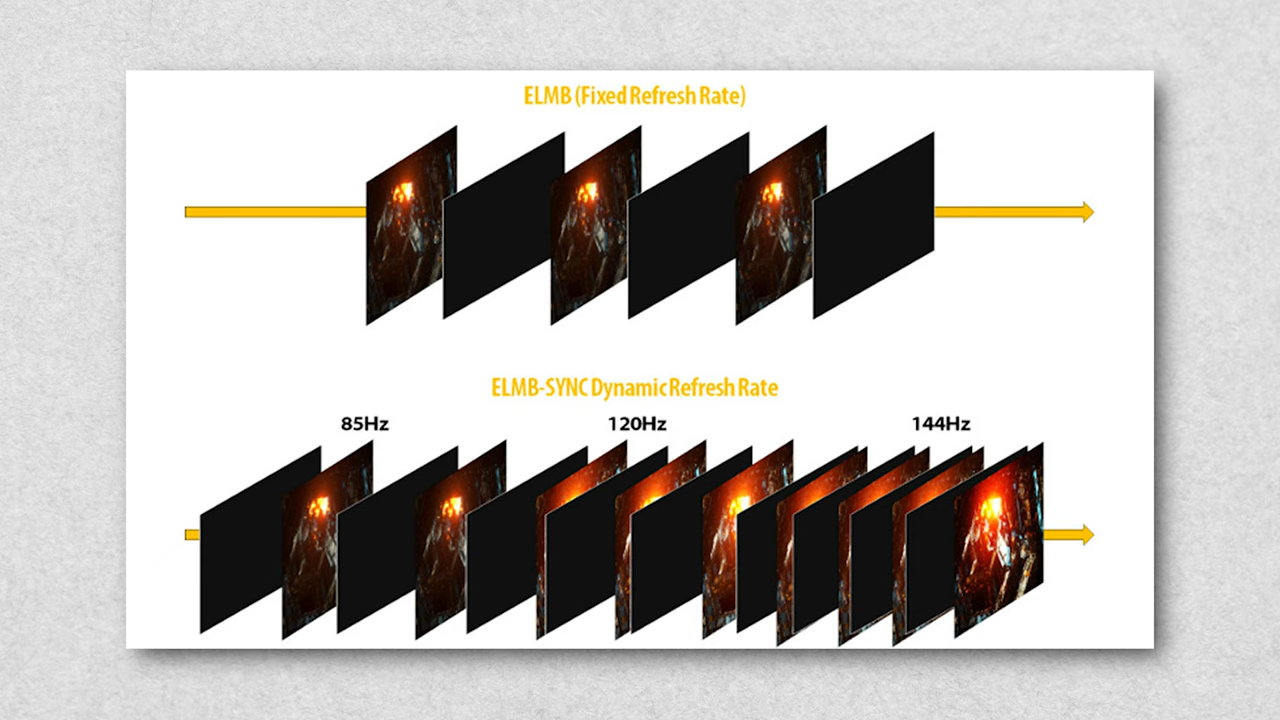 ELMB (Fixed Refresh Rate)
ELMB-SYNC Dynamic Refresh Rate
85Hz 120Hz 144Hz